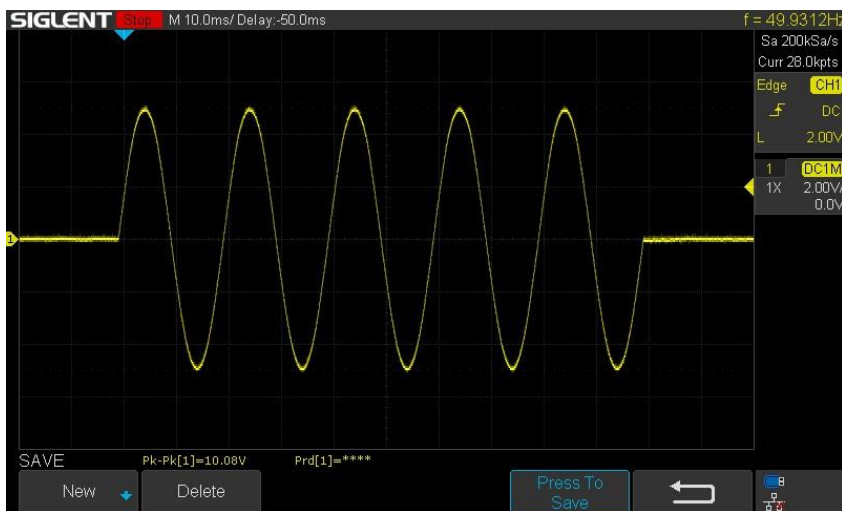 SIGLENT Stop M 10.0ms/ Delay:-50.0ms f = 49.9312Hz
Sa 200kSa/s
Curr 28.0kpts
Edge CH1
DC
L 2.00V
1 DC1M
1X 2.00V/
0.0V
1
SAVE Pk-Pk[1]=10.08V Prd[1]=****
New Delete Press To
Save